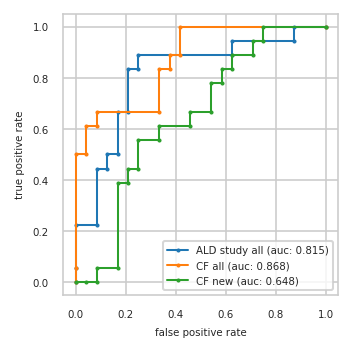 1.0
0.8
0.6
0.4
0.2
0.0
true positive rate
ALD study all (auc: 0.815)
CF all (auc: 0.868)
CF new (auc: 0.648)
0.0 0.2 0.4 0.6 0.8 1.0
false positive rate